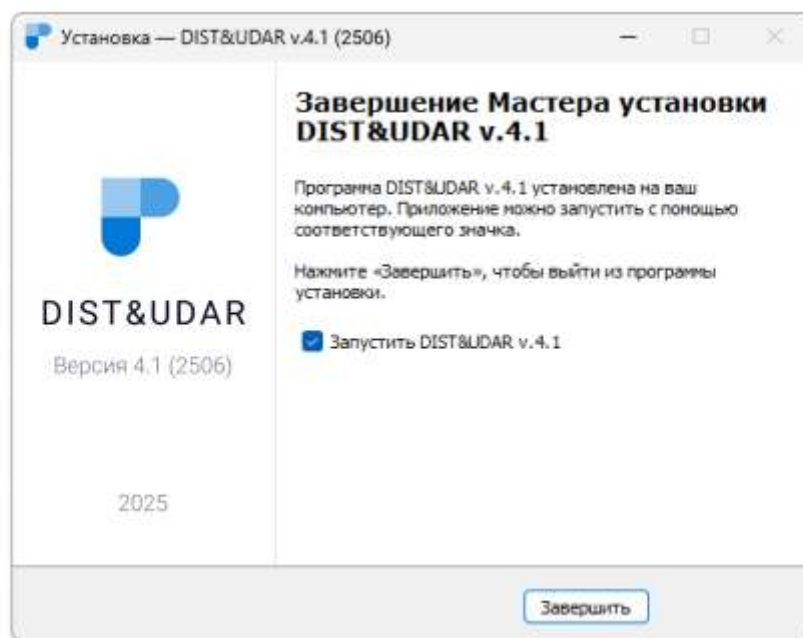 Установка — DIST&UDAR v.4.1 (2506)
Завершение Мастера установки
DIST&UDAR v.4.1
Программа DIST&UDAR v.4.1 установлена на ваш
компьютер. Приложение можно запустить с помощью
соответствующего значка.
Нажмите «Завершить», чтобы выйти из программы
установки.
Запустить DIST&UDAR v.4.1
DIST&UDAR
Версия 4.1 (2506)
2025
Завершить